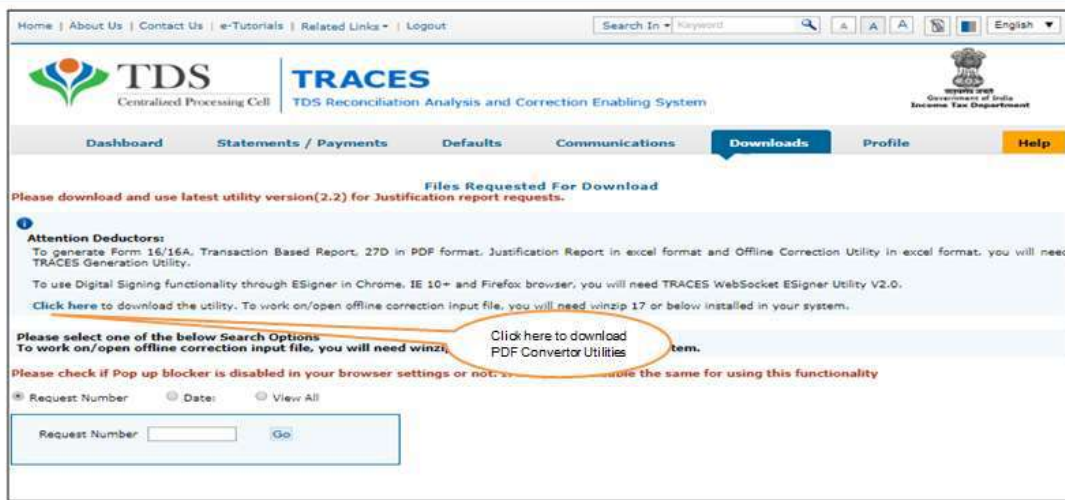 Home | About Us | Contact Us | e-Tutorials | Related Links | Logout
Search In Keyword
A A A
English
TDS
Centralized Processing Cell
TRACES
TDS Reconciliation Analysis and Correction Enabling System
सत्यमेव जयते
Government of India
Income Tax Department
Dashboard Statements / Payments Defaults Communications Downloads Profile Help
Files Requested For Download
Please download and use latest utility version(2.2) for Justification report requests.
Attention Deductors:
To generate Form 16/16A, Transaction Based Report, 27D in PDF format, Justification Report in excel format and Offline Correction Utility in excel format, you will need
TRACES Generation Utility.
To use Digital Signing functionality through ESigner in Chrome, IE 10+ and Firefox browser, you will need TRACES WebSocket ESigner Utility V2.0.
Click here to download the utility. To work on/open offline correction input file, you will need winzip 17 or below installed in your system.
Click here to download
PDF Convertor Utilities
Please select one of the below Search Options
To work on/open offline correction input file, you will need
Please check if Pop up blocker is disabled in your browser settings or not. the same for using this functionality
Request Number Date: View All
Request Number Go